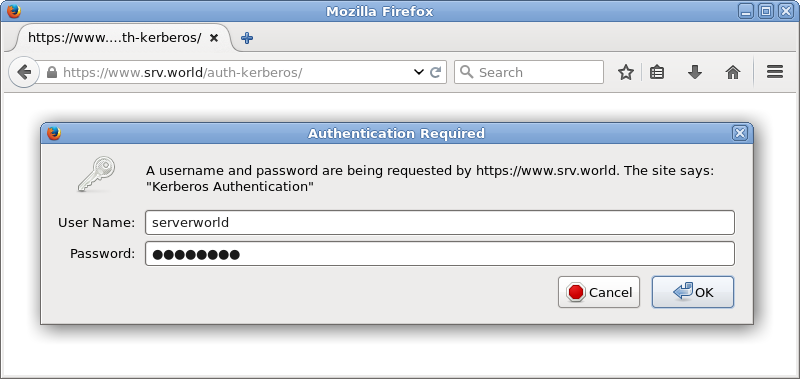 Mozilla Firefox
https://www....th-kerberos/
https://www.srv.world/auth-kerberos/
Search
Authentication Required
A username and password are being requested by https://www.srv.world. The site says:
"Kerberos Authentication"
User Name: serverworld
Password: ●●●●●●●●
Cancel OK